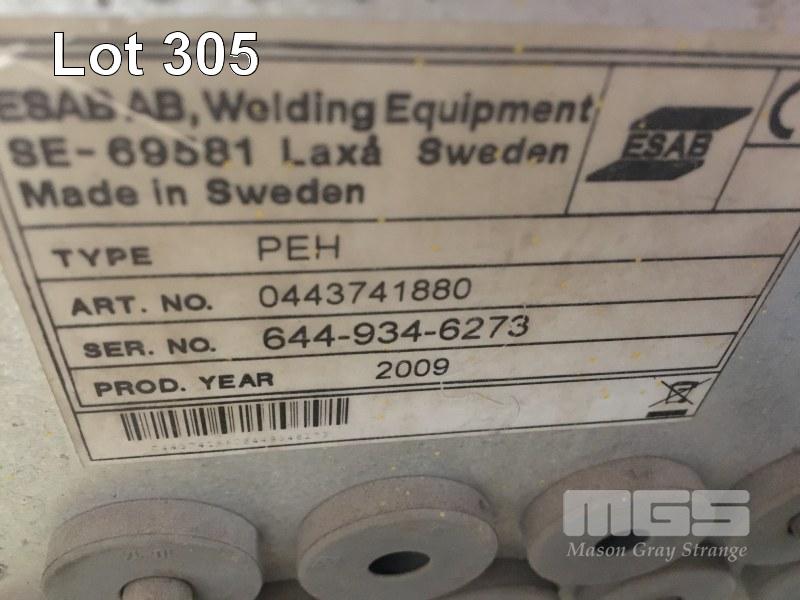 Lot 305
ESAB AB, Welding Equipment
SE-69581 Laxå Sweden
Made in Sweden
ESAB
TYPE PEH
ART. NO. 0443741880
SER. NO. 644-934-6273
PROD. YEAR 2009
MGS
Mason Gray Strange